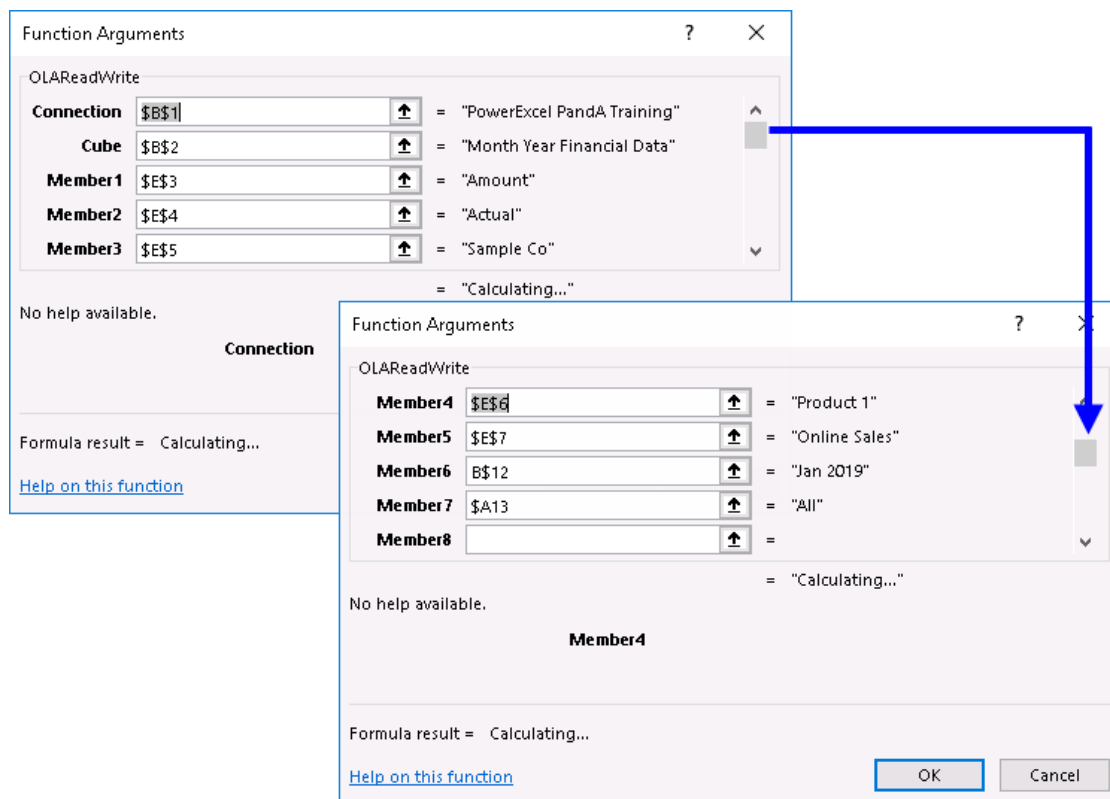 Function Arguments ?
OLAReadWrite
Connection $B$1 = "PowerExcel PandA Training"
Cube $B$2 = "Month Year Financial Data"
Member1 $E$3 = "Amount"
Member2 $E$4 = "Actual"
Member3 $E$5 = "Sample Co"
= "Calculating..."
No help available.
Connection
Formula result = Calculating...
Help on this function
Function Arguments ?
OLAReadWrite
Member4 $E$6 = "Product 1"
Member5 $E$7 = "Online Sales"
Member6 B$12 = "Jan 2019"
Member7 $A13 = "All"
Member8 =
= "Calculating..."
No help available.
Member4
Formula result = Calculating...
Help on this function
OK Cancel